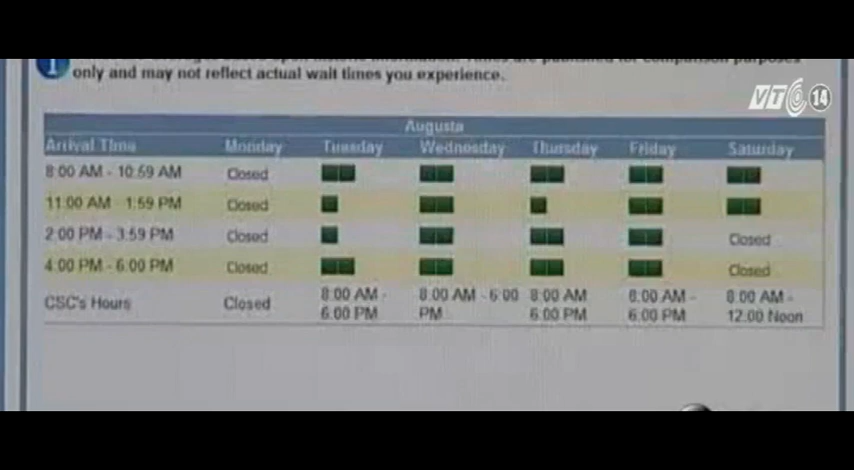 only and may not reflect actual wait times you experience.
VTC 14
Augusta
Arrival Time Monday Tuesday Wednesday Thursday Friday Saturday
8:00 AM - 10:59 AM Closed
11:00 AM - 1:59 PM Closed
2:00 PM - 3:59 PM Closed Closed
4:00 PM - 6:00 PM Closed Closed
CSC's Hours Closed 8:00 AM - 6:00 PM 8:00 AM - 6:00 PM 8:00 AM 6:00 PM 8:00 AM - 6:00 PM 8:00 AM - 12:00 Noon